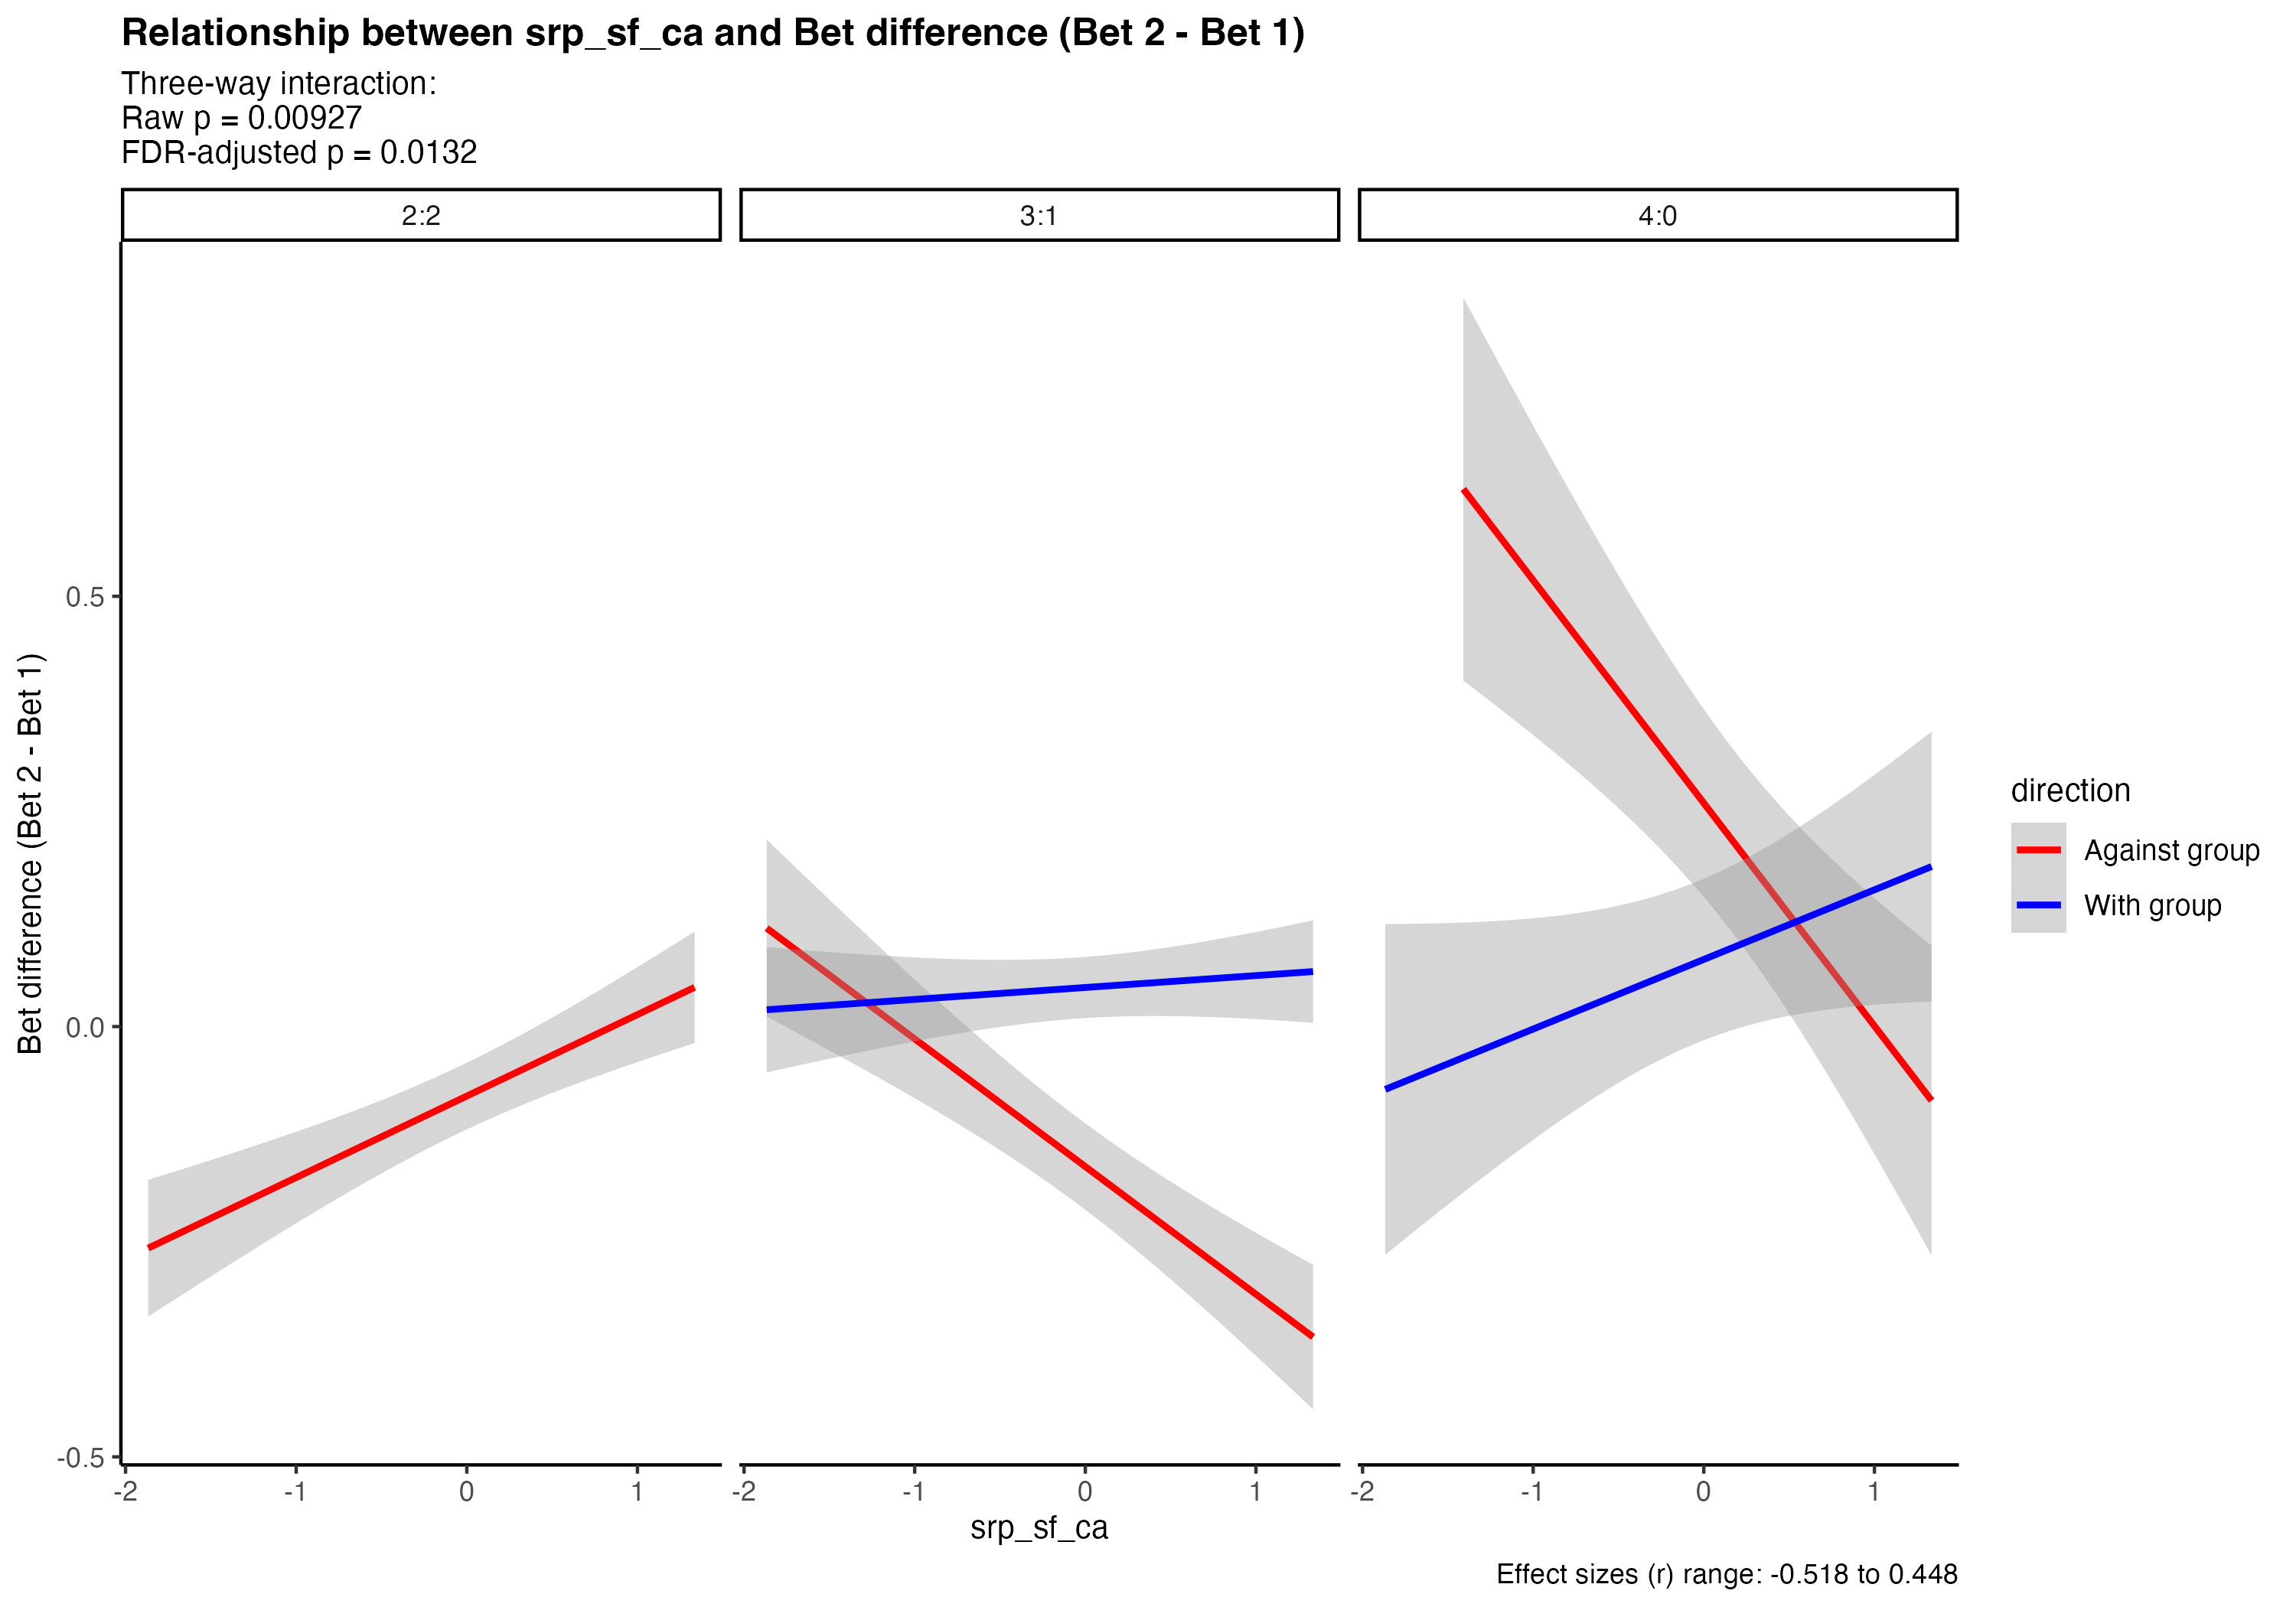 Relationship between srp_sf_ca and Bet difference (Bet 2 - Bet 1)
Three-way interaction:
Raw p = 0.00927
FDR-adjusted p = 0.0132
2:2
3:1
4:0
Bet difference (Bet 2 - Bet 1)
0.5
0.0
-0.5
-2
-1
0
1
-2
-1
0
1
-2
-1
0
1
srp_sf_ca
direction
Against group
With group
Effect sizes (r) range: -0.518 to 0.448